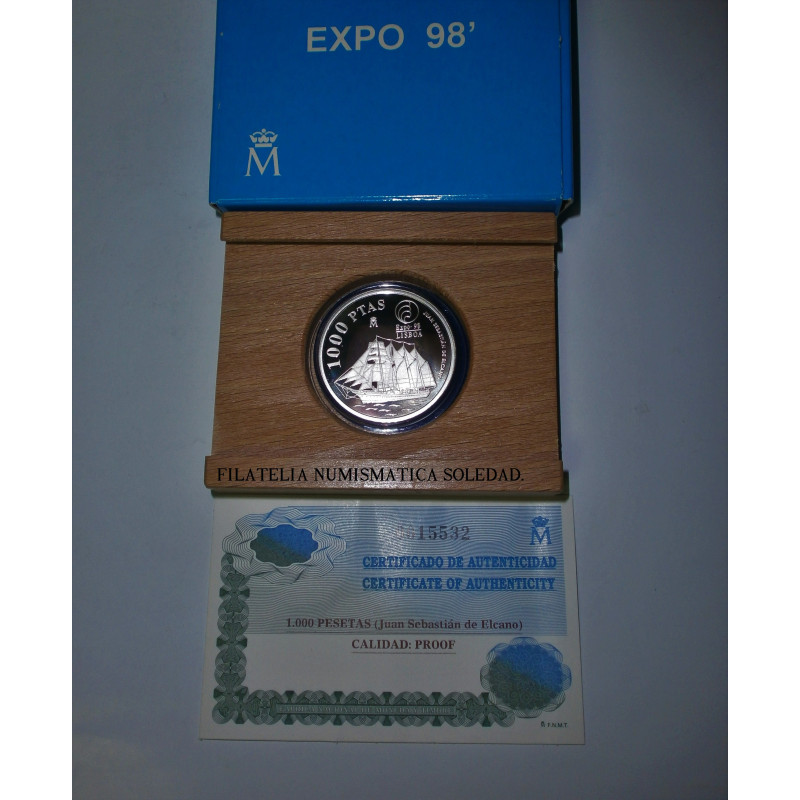 EXPO 98'
M
1000 PTAS
M
EXPO '98
LISBOA
JUAN SEBASTIÁN DE ELCANO
FILATELIA NUMISMATICA SOLEDAD.
15532
M
CERTIFICADO DE AUTENTICIDAD
CERTIFICATE OF AUTHENTICITY
1.000 PESETAS (Juan Sebastián de Elcano)
CALIDAD: PROOF
F.N.M.T.